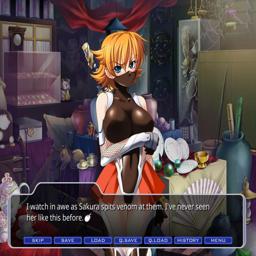 I watch in awe as Sakura spits venom at them. I've never seen
her like this before.
SKIP
SAVE
LOAD
Q.SAVE
Q.LOAD
HISTORY
MENU